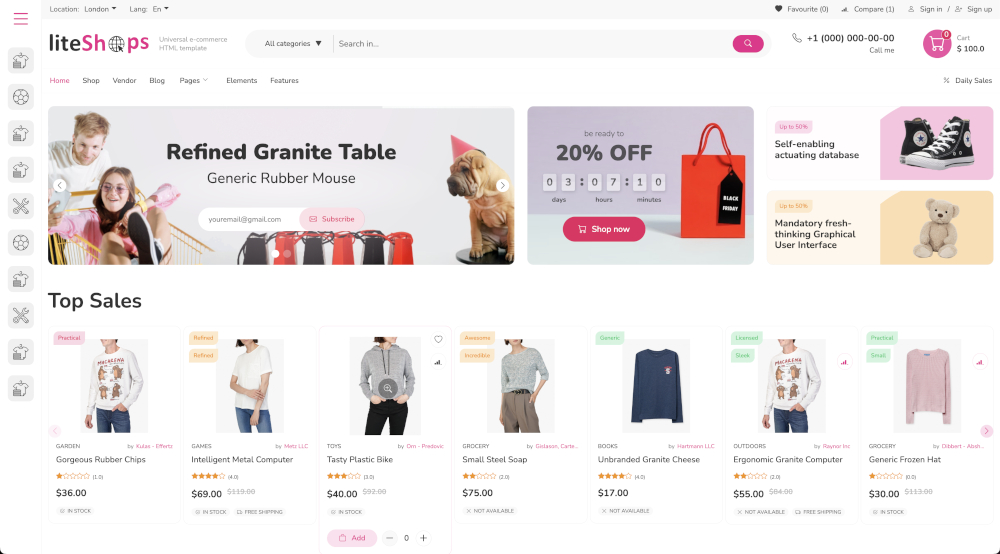 Location: London Lang: En Favourite (0) Compare (1) Sign in / Sign up
liteShops Universal e-commerce
HTML template
All categories Search in... +1 (000) 000-00-00
Call me
0 Cart
$ 100.0
Home Shop Vendor Blog Pages Elements Features Daily Sales
Refined Granite Table
Generic Rubber Mouse
youremail@gmail.com Subscribe
be ready to
20% OFF
0 3 : 0 7 : 1 0
days hours minutes
Shop now
BLACK
FRIDAY
Up to 50%
Self-enabling
actuating database
Up to 50%
Mandatory fresh-
thinking Graphical
User Interface
Top Sales
Practical
MACARENA
GARDEN by Kulas - Effertz
Gorgeous Rubber Chips
(1.0)
$36.00
IN STOCK
Refined
Refined
GAMES by Metz LLC
Intelligent Metal Computer
(4.0)
$69.00 $119.00
IN STOCK FREE SHIPPING
TOYS by Orn - Predovic
Tasty Plastic Bike
(3.0)
$40.00 $92.00
IN STOCK
Add 0
Awesome
Incredible
GROCERY by Gislason, Carte...
Small Steel Soap
(2.0)
$75.00
NOT AVAILABLE
Generic
BOOKS by Hartmann LLC
Unbranded Granite Cheese
(4.0)
$17.00
NOT AVAILABLE
Licensed
Sleek
MACARENA
OUTDOORS by Raynor Inc
Ergonomic Granite Computer
(2.0)
$55.00 $84.00
NOT AVAILABLE FREE SHIPPING
Practical
Small
GROCERY by Dibbert - Absh...
Generic Frozen Hat
(0.0)
$30.00 $113.00
IN STOCK